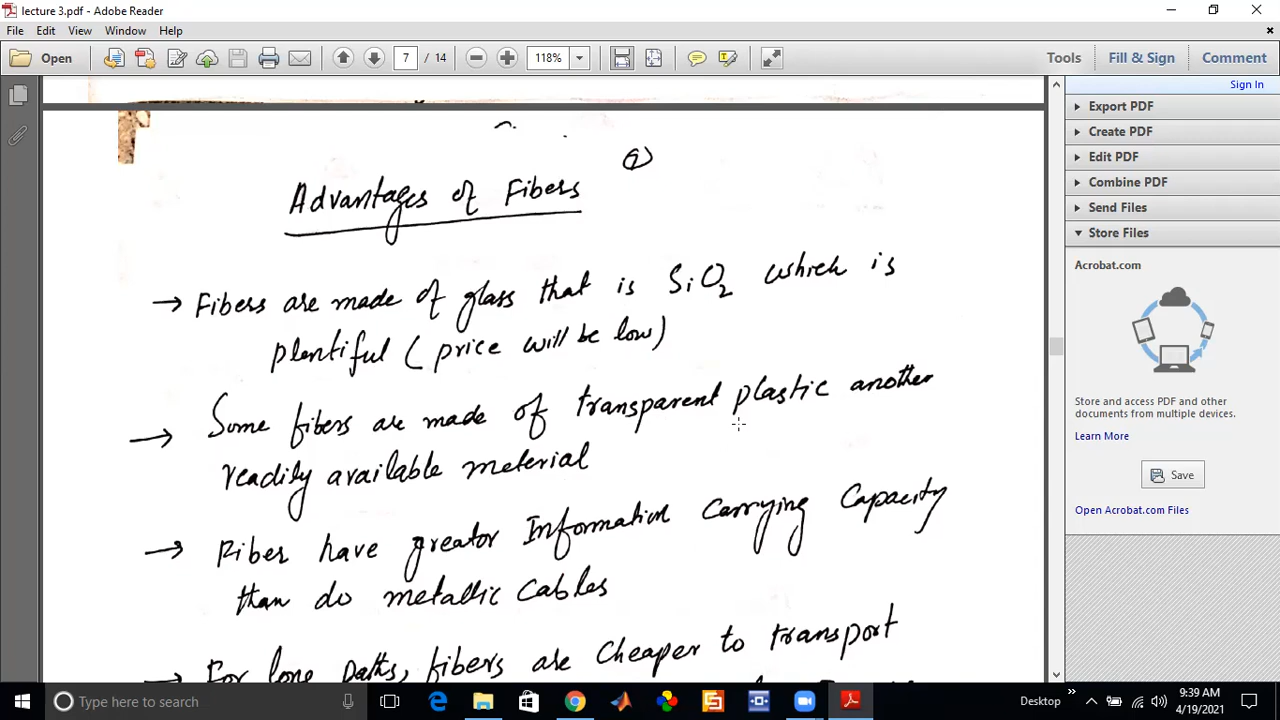 lecture 3.pdf - Adobe Reader
File Edit View Window Help
Open 7 / 14 118% Tools Fill & Sign Comment
Sign In
Export PDF
Create PDF
Edit PDF
Combine PDF
Send Files
Store Files
Acrobat.com
Store and access PDF and other
documents from multiple devices.
Learn More
Save
Open Acrobat.com Files
Advantages of Fibers
→ Fibers are made of glass that is SiO2 which is
plentiful ( price will be low)
→ Some fibers are made of transparent plastic another
readily available meterial
→ Fiber have greator Information Carrying Capacity
than do metallic Cables
→ For long paths, fibers are Cheaper to transport
Type here to search
Desktop
9:39 AM
4/19/2021